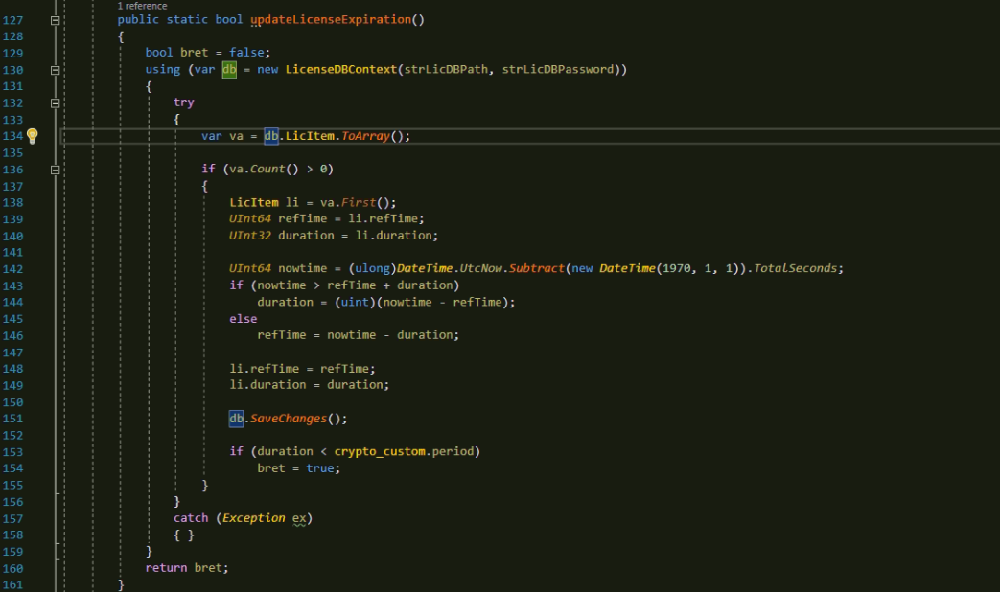 1 reference
127 public static bool updateLicenseExpiration()
128 {
129 bool bret = false;
130 using (var db = new LicenseDBContext(strLicDBPath, strLicDBPassword))
131 {
132 try
133 {
134 var va = db.LicItem.ToArray();
135
136 if (va.Count() > 0)
137 {
138 LicItem li = va.First();
139 UInt64 refTime = li.refTime;
140 UInt32 duration = li.duration;
141
142 UInt64 nowtime = (ulong)DateTime.UtcNow.Subtract(new DateTime(1970, 1, 1)).TotalSeconds;
143 if (nowtime > refTime + duration)
144 duration = (uint)(nowtime - refTime);
145 else
146 refTime = nowtime - duration;
147
148 li.refTime = refTime;
149 li.duration = duration;
150
151 db.SaveChanges();
152
153 if (duration < crypto_custom.period)
154 bret = true;
155 }
156 }
157 catch (Exception ex)
158 { }
159 }
160 return bret;
161 }